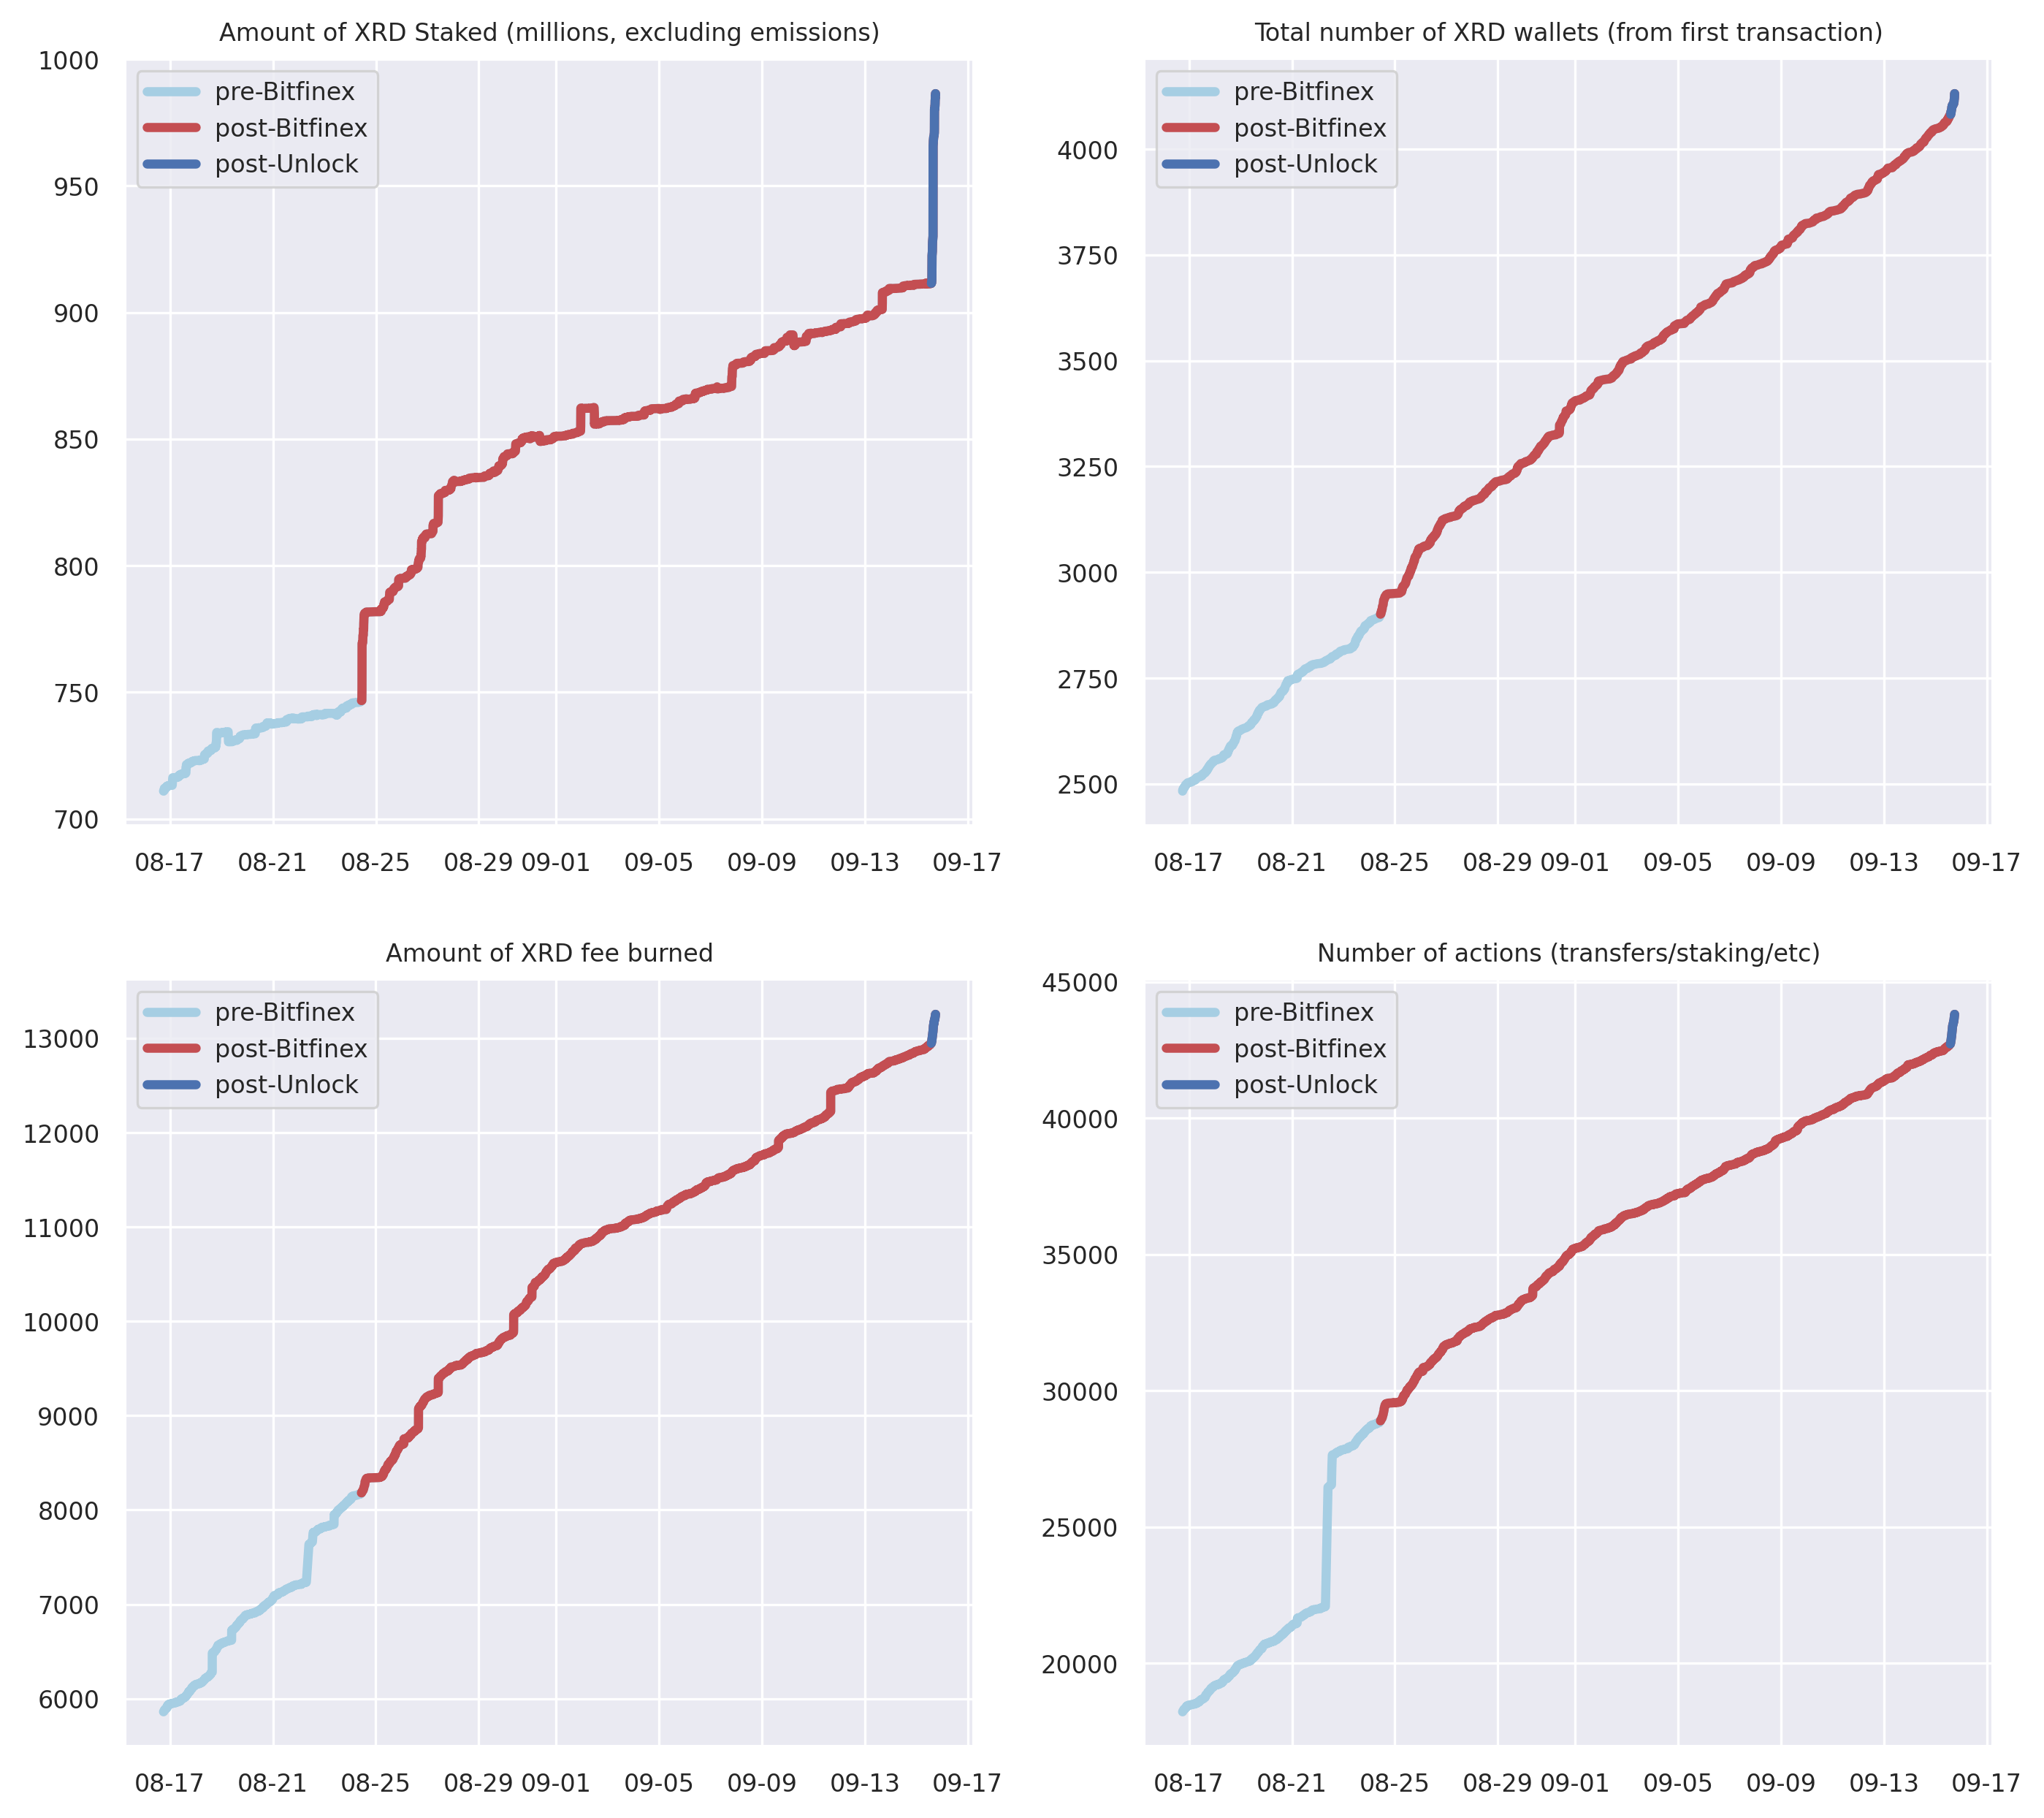 Amount of XRD Staked (millions, excluding emissions)
1000
950
900
850
800
750
700
pre-Bitfinex
post-Bitfinex
post-Unlock
08-17 08-21 08-25 08-29 09-01 09-05 09-09 09-13 09-17
Total number of XRD wallets (from first transaction)
4000
3750
3500
3250
3000
2750
2500
pre-Bitfinex
post-Bitfinex
post-Unlock
08-17 08-21 08-25 08-29 09-01 09-05 09-09 09-13 09-17
Amount of XRD fee burned
13000
12000
11000
10000
9000
8000
7000
6000
pre-Bitfinex
post-Bitfinex
post-Unlock
08-17 08-21 08-25 08-29 09-01 09-05 09-09 09-13 09-17
Number of actions (transfers/staking/etc)
45000
40000
35000
30000
25000
20000
pre-Bitfinex
post-Bitfinex
post-Unlock
08-17 08-21 08-25 08-29 09-01 09-05 09-09 09-13 09-17